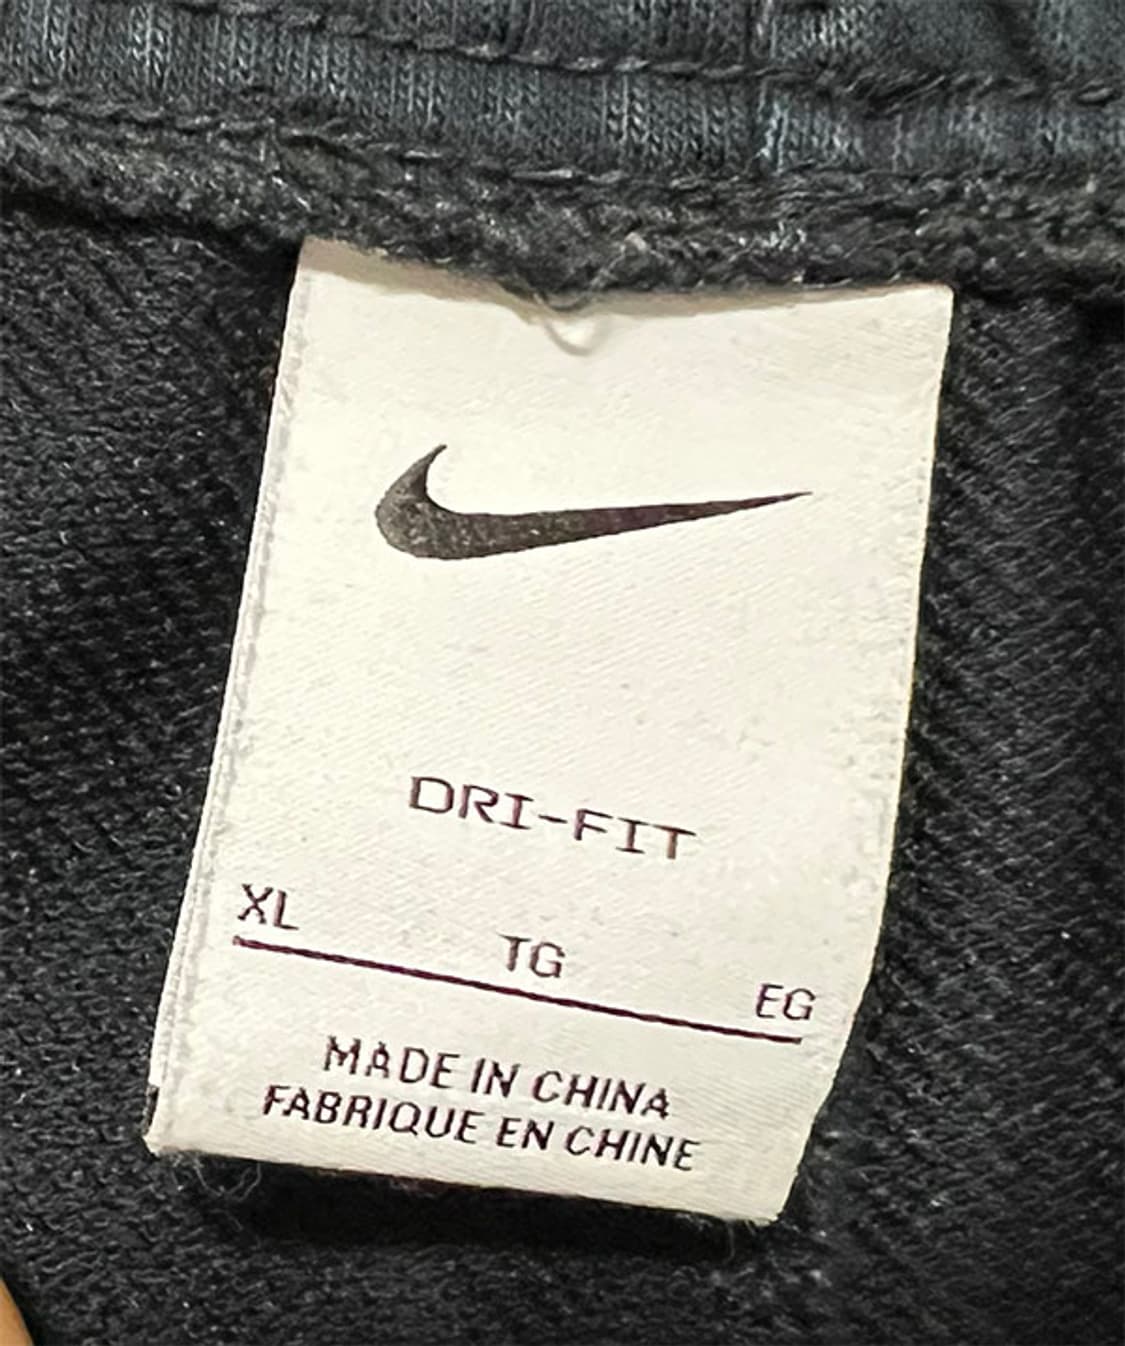 DRI-FIT
XL TG EG
MADE IN CHINA
FABRIQUE EN CHINE